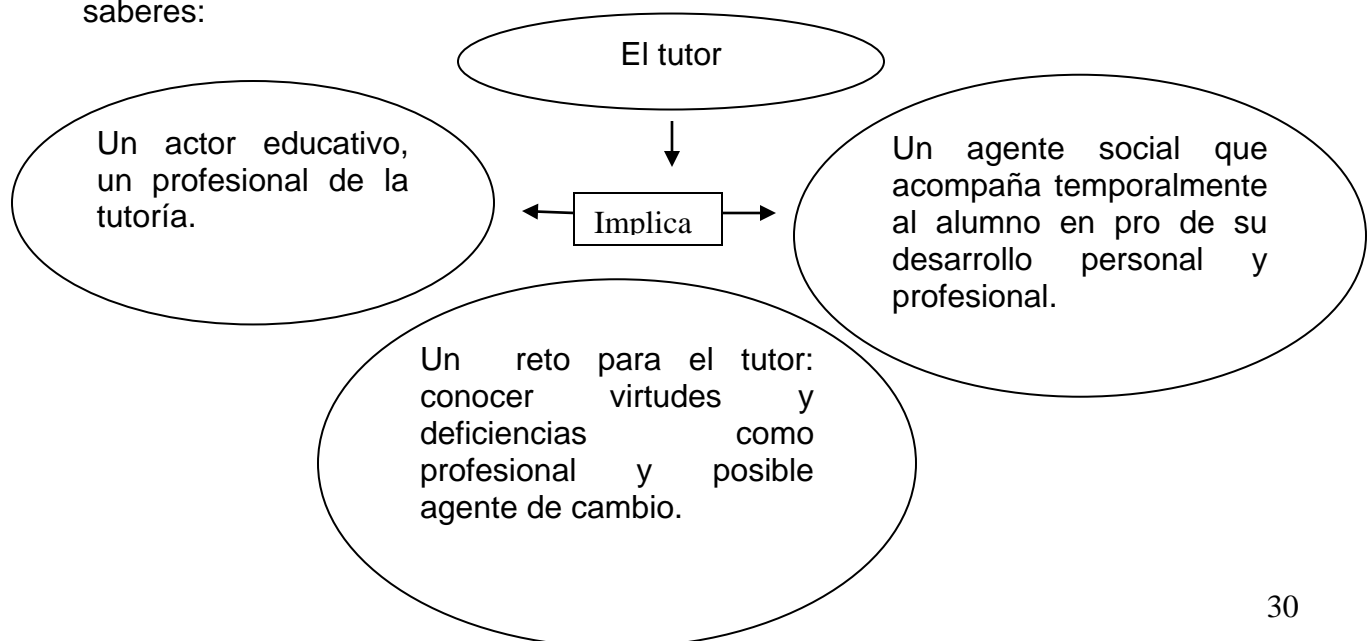 saberes:
El tutor
Un actor educativo,
un profesional de la
tutoría.
Implica
Un agente social que
acompaña temporalmente
al alumno en pro de su
desarrollo personal y
profesional.
Un reto para el tutor:
conocer virtudes y
deficiencias como
profesional y posible
agente de cambio.
30